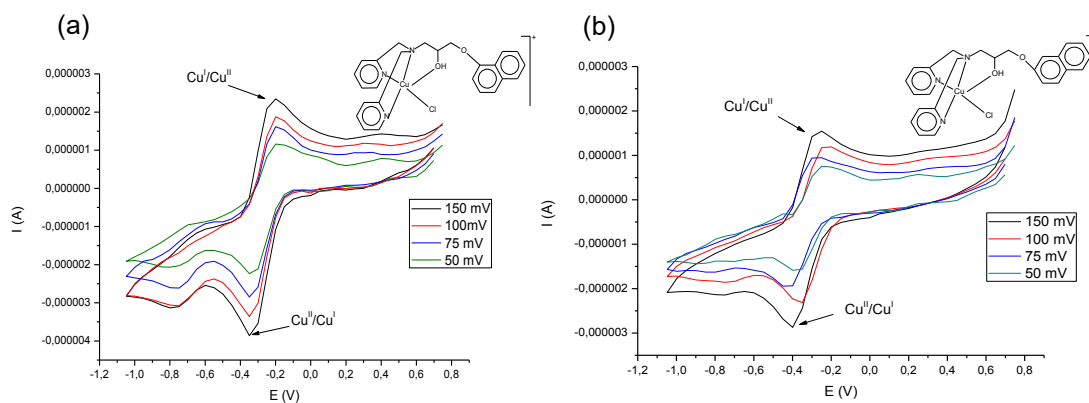 (a)
N
OH
O
N
Cu
N
Cl
+
Cu^I/Cu^II
Cu^II/Cu^I
I (A)
0,000003
0,000002
0,000001
0,000000
-0,000001
-0,000002
-0,000003
-0,000004
150 mV
100mV
75 mV
50 mV
-1,2 -1,0 -0,8 -0,6 -0,4 -0,2 0,0 0,2 0,4 0,6 0,8
E (V)
(b)
N
OH
O
N
Cu
N
Cl
Cu^I/Cu^II
Cu^II/Cu^I
I (A)
0,000003
0,000002
0,000001
0,000000
-0,000001
-0,000002
-0,000003
150 mV
100 mV
75 mV
50 mV
-1,2 -1,0 -0,8 -0,6 -0,4 -0,2 0,0 0,2 0,4 0,6 0,8
E (V)